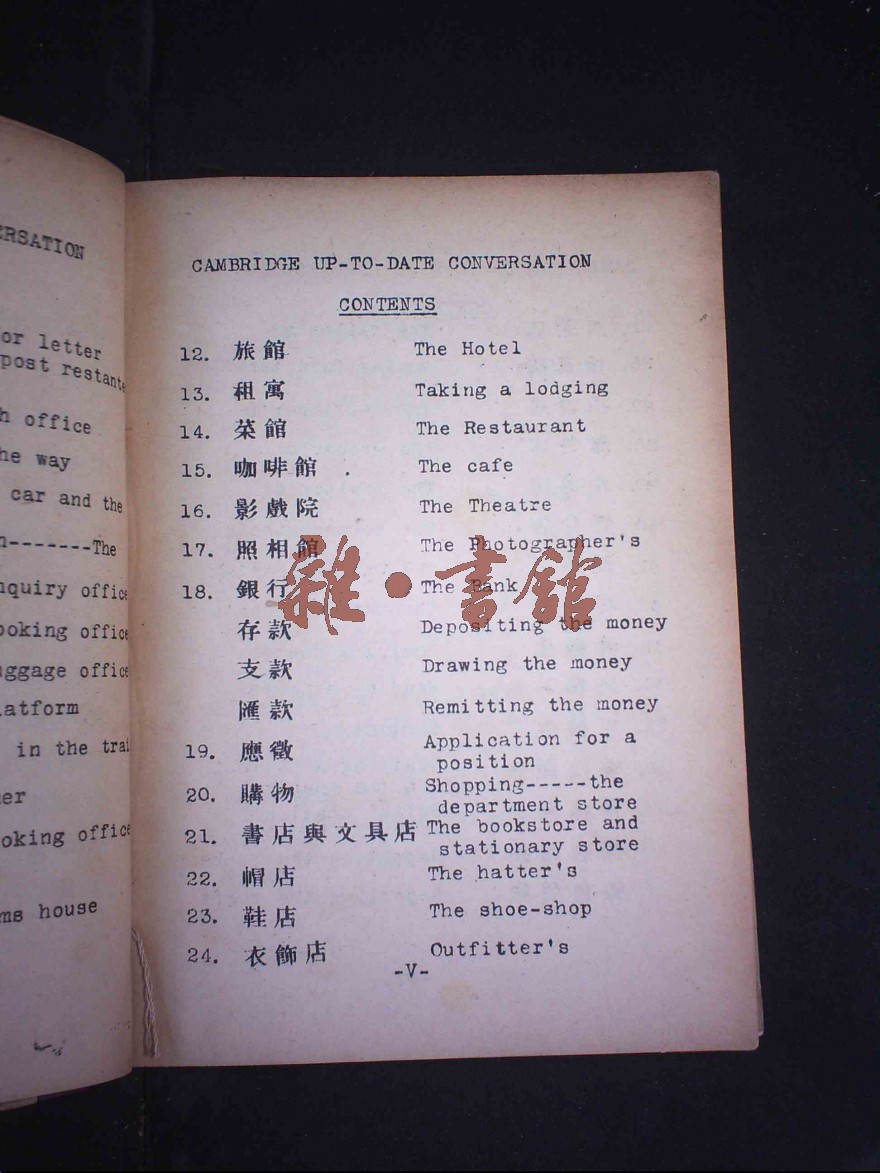 ERSATION
or letter
post restante
h office
he way
car and the
n-------The
nquiry office
ooking office
uggage office
latform
in the trai
er
oking office
ms house
CAMBRIDGE UP-TO-DATE CONVERSATION
CONTENTS
12. 旅館 The Hotel
13. 租寓 Taking a lodging
14. 菜館 The Restaurant
15. 咖啡館 The cafe
16. 影戲院 The Theatre
17. 照相館 The Photographer's
18. 銀行 The Bank
存款 Depositing the money
支款 Drawing the money
匯款 Remitting the money
19. 應徵 Application for a
position
20. 購物 Shopping-----the
department store
21. 書店與文具店 The bookstore and
stationary store
22. 帽店 The hatter's
23. 鞋店 The shoe-shop
24. 衣飾店 Outfitter's
-V-
雜·書館